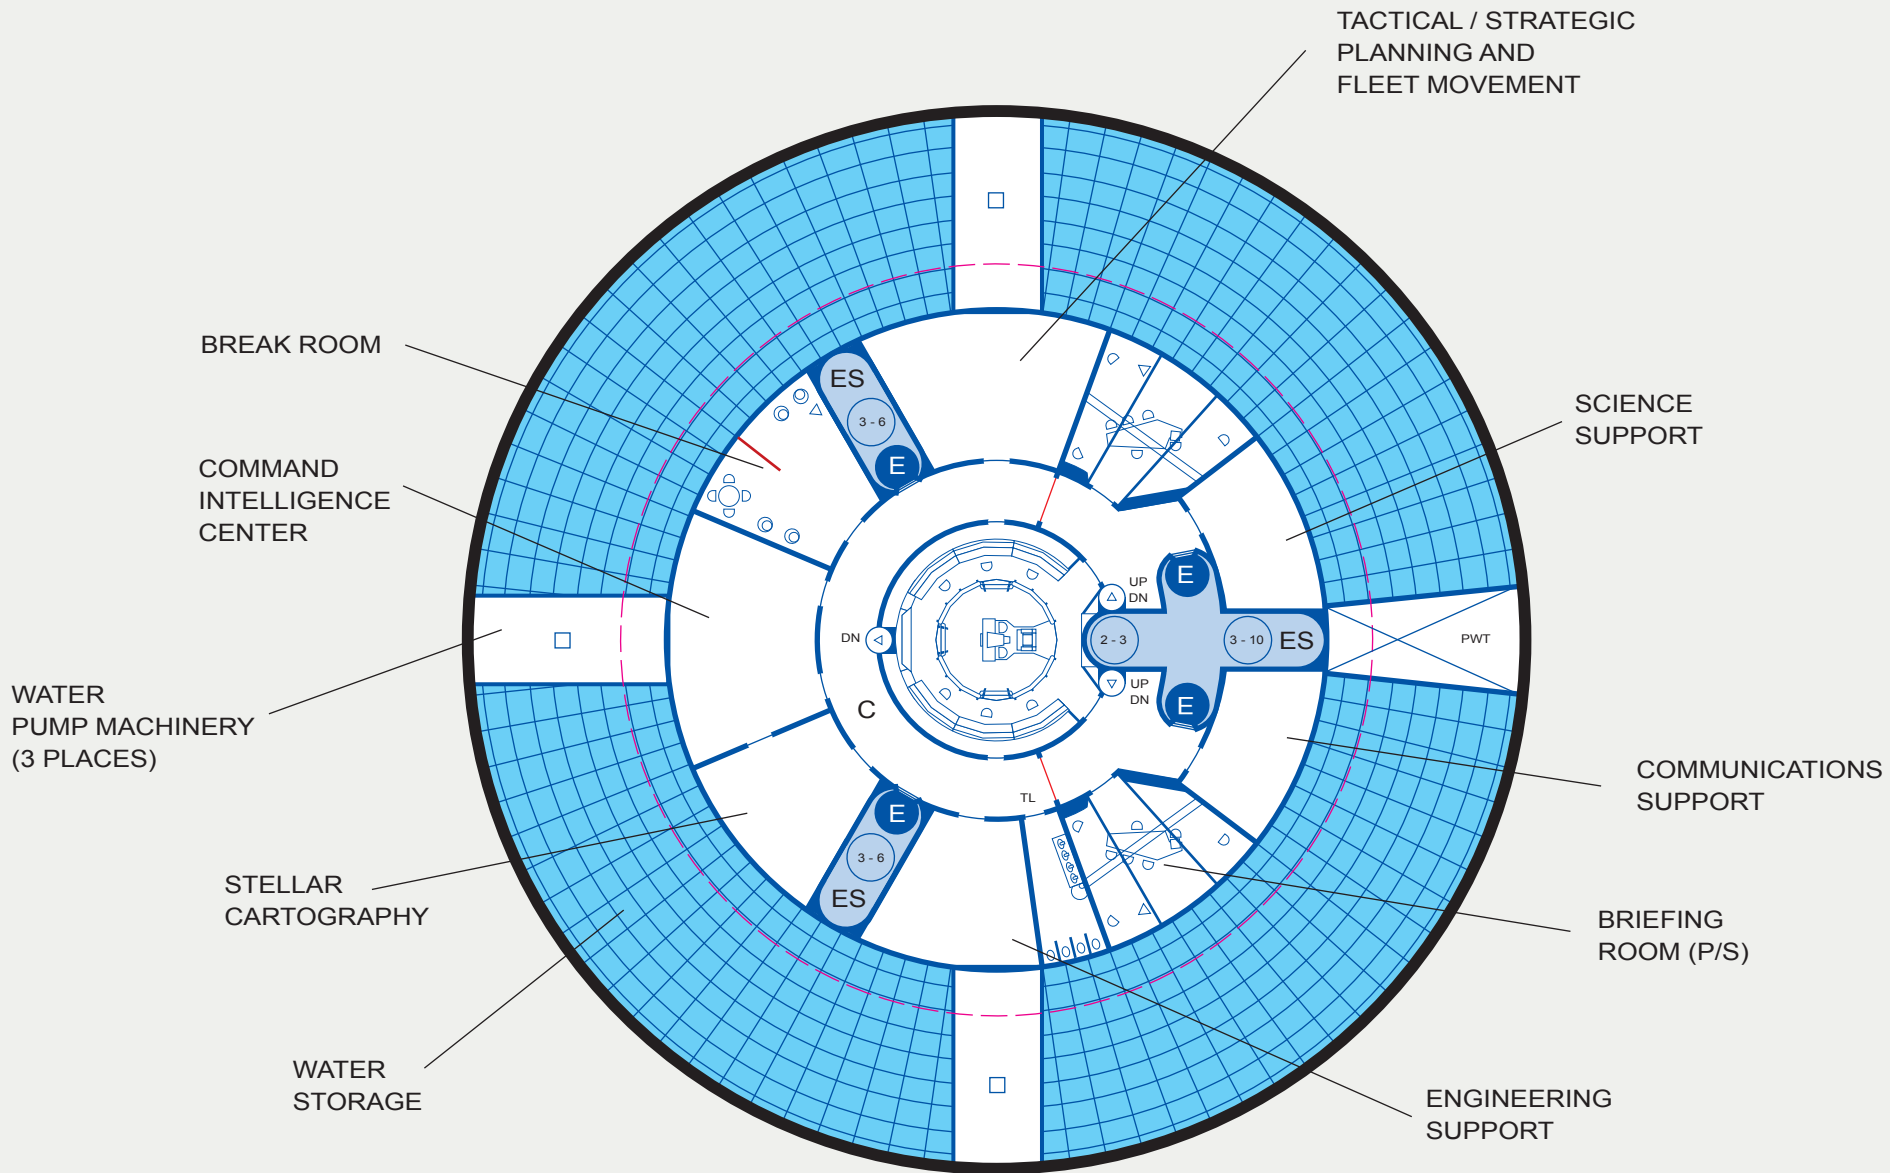 TACTICAL / STRATEGIC
PLANNING AND
FLEET MOVEMENT
BREAK ROOM
COMMAND
INTELLIGENCE
CENTER
SCIENCE
SUPPORT
ES
3 - 6
E
E
UP
DN
DN
2 - 3
3 - 10
ES
PWT
UP
DN
E
C
TL
E
3 - 6
ES
WATER
PUMP MACHINERY
(3 PLACES)
COMMUNICATIONS
SUPPORT
STELLAR
CARTOGRAPHY
BRIEFING
ROOM (P/S)
WATER
STORAGE
ENGINEERING
SUPPORT